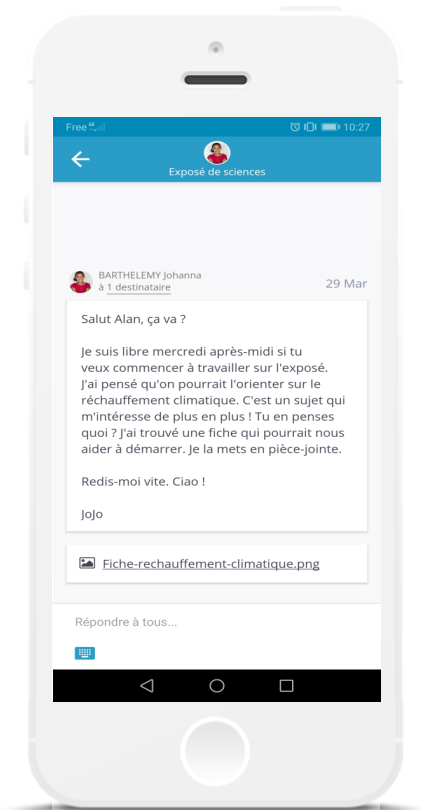 Free 4G 10:27
Exposé de sciences
BARTHELEMY Johanna
à 1 destinataire
29 Mar
Salut Alan, ça va ?
Je suis libre mercredi après-midi si tu
veux commencer à travailler sur l'exposé.
J'ai pensé qu'on pourrait l'orienter sur le
réchauffement climatique. C'est un sujet qui
m'intéresse de plus en plus ! Tu en penses
quoi ? J'ai trouvé une fiche qui pourrait nous
aider à démarrer. Je la mets en pièce-jointe.
Redis-moi vite. Ciao !
JoJo
Fiche-rechauffement-climatique.png
Répondre à tous...